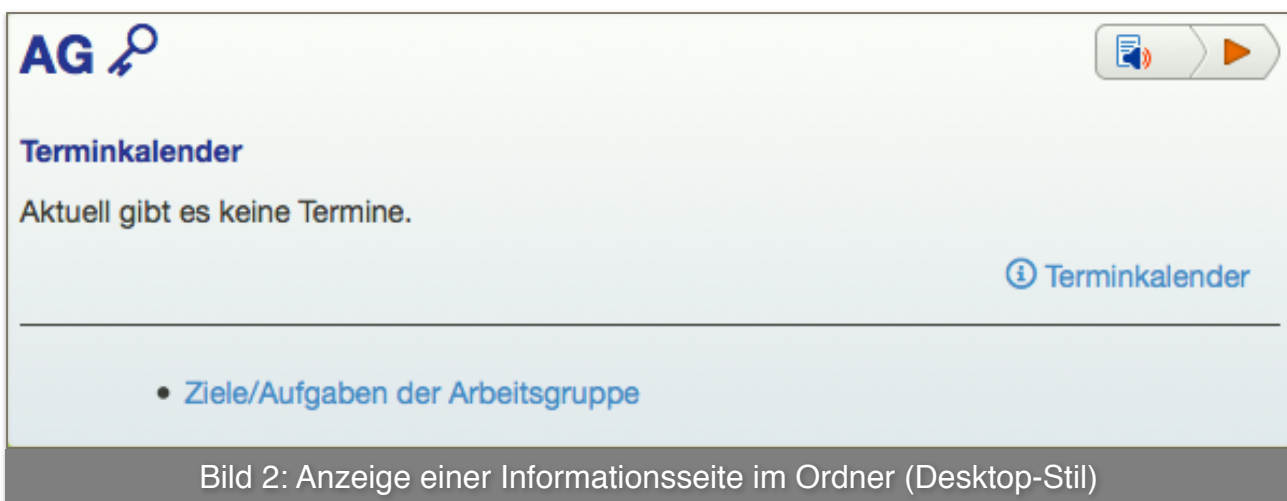 AG
Terminkalender
Aktuell gibt es keine Termine.
Terminkalender
• Ziele/Aufgaben der Arbeitsgruppe
Bild 2: Anzeige einer Informationsseite im Ordner (Desktop-Stil)